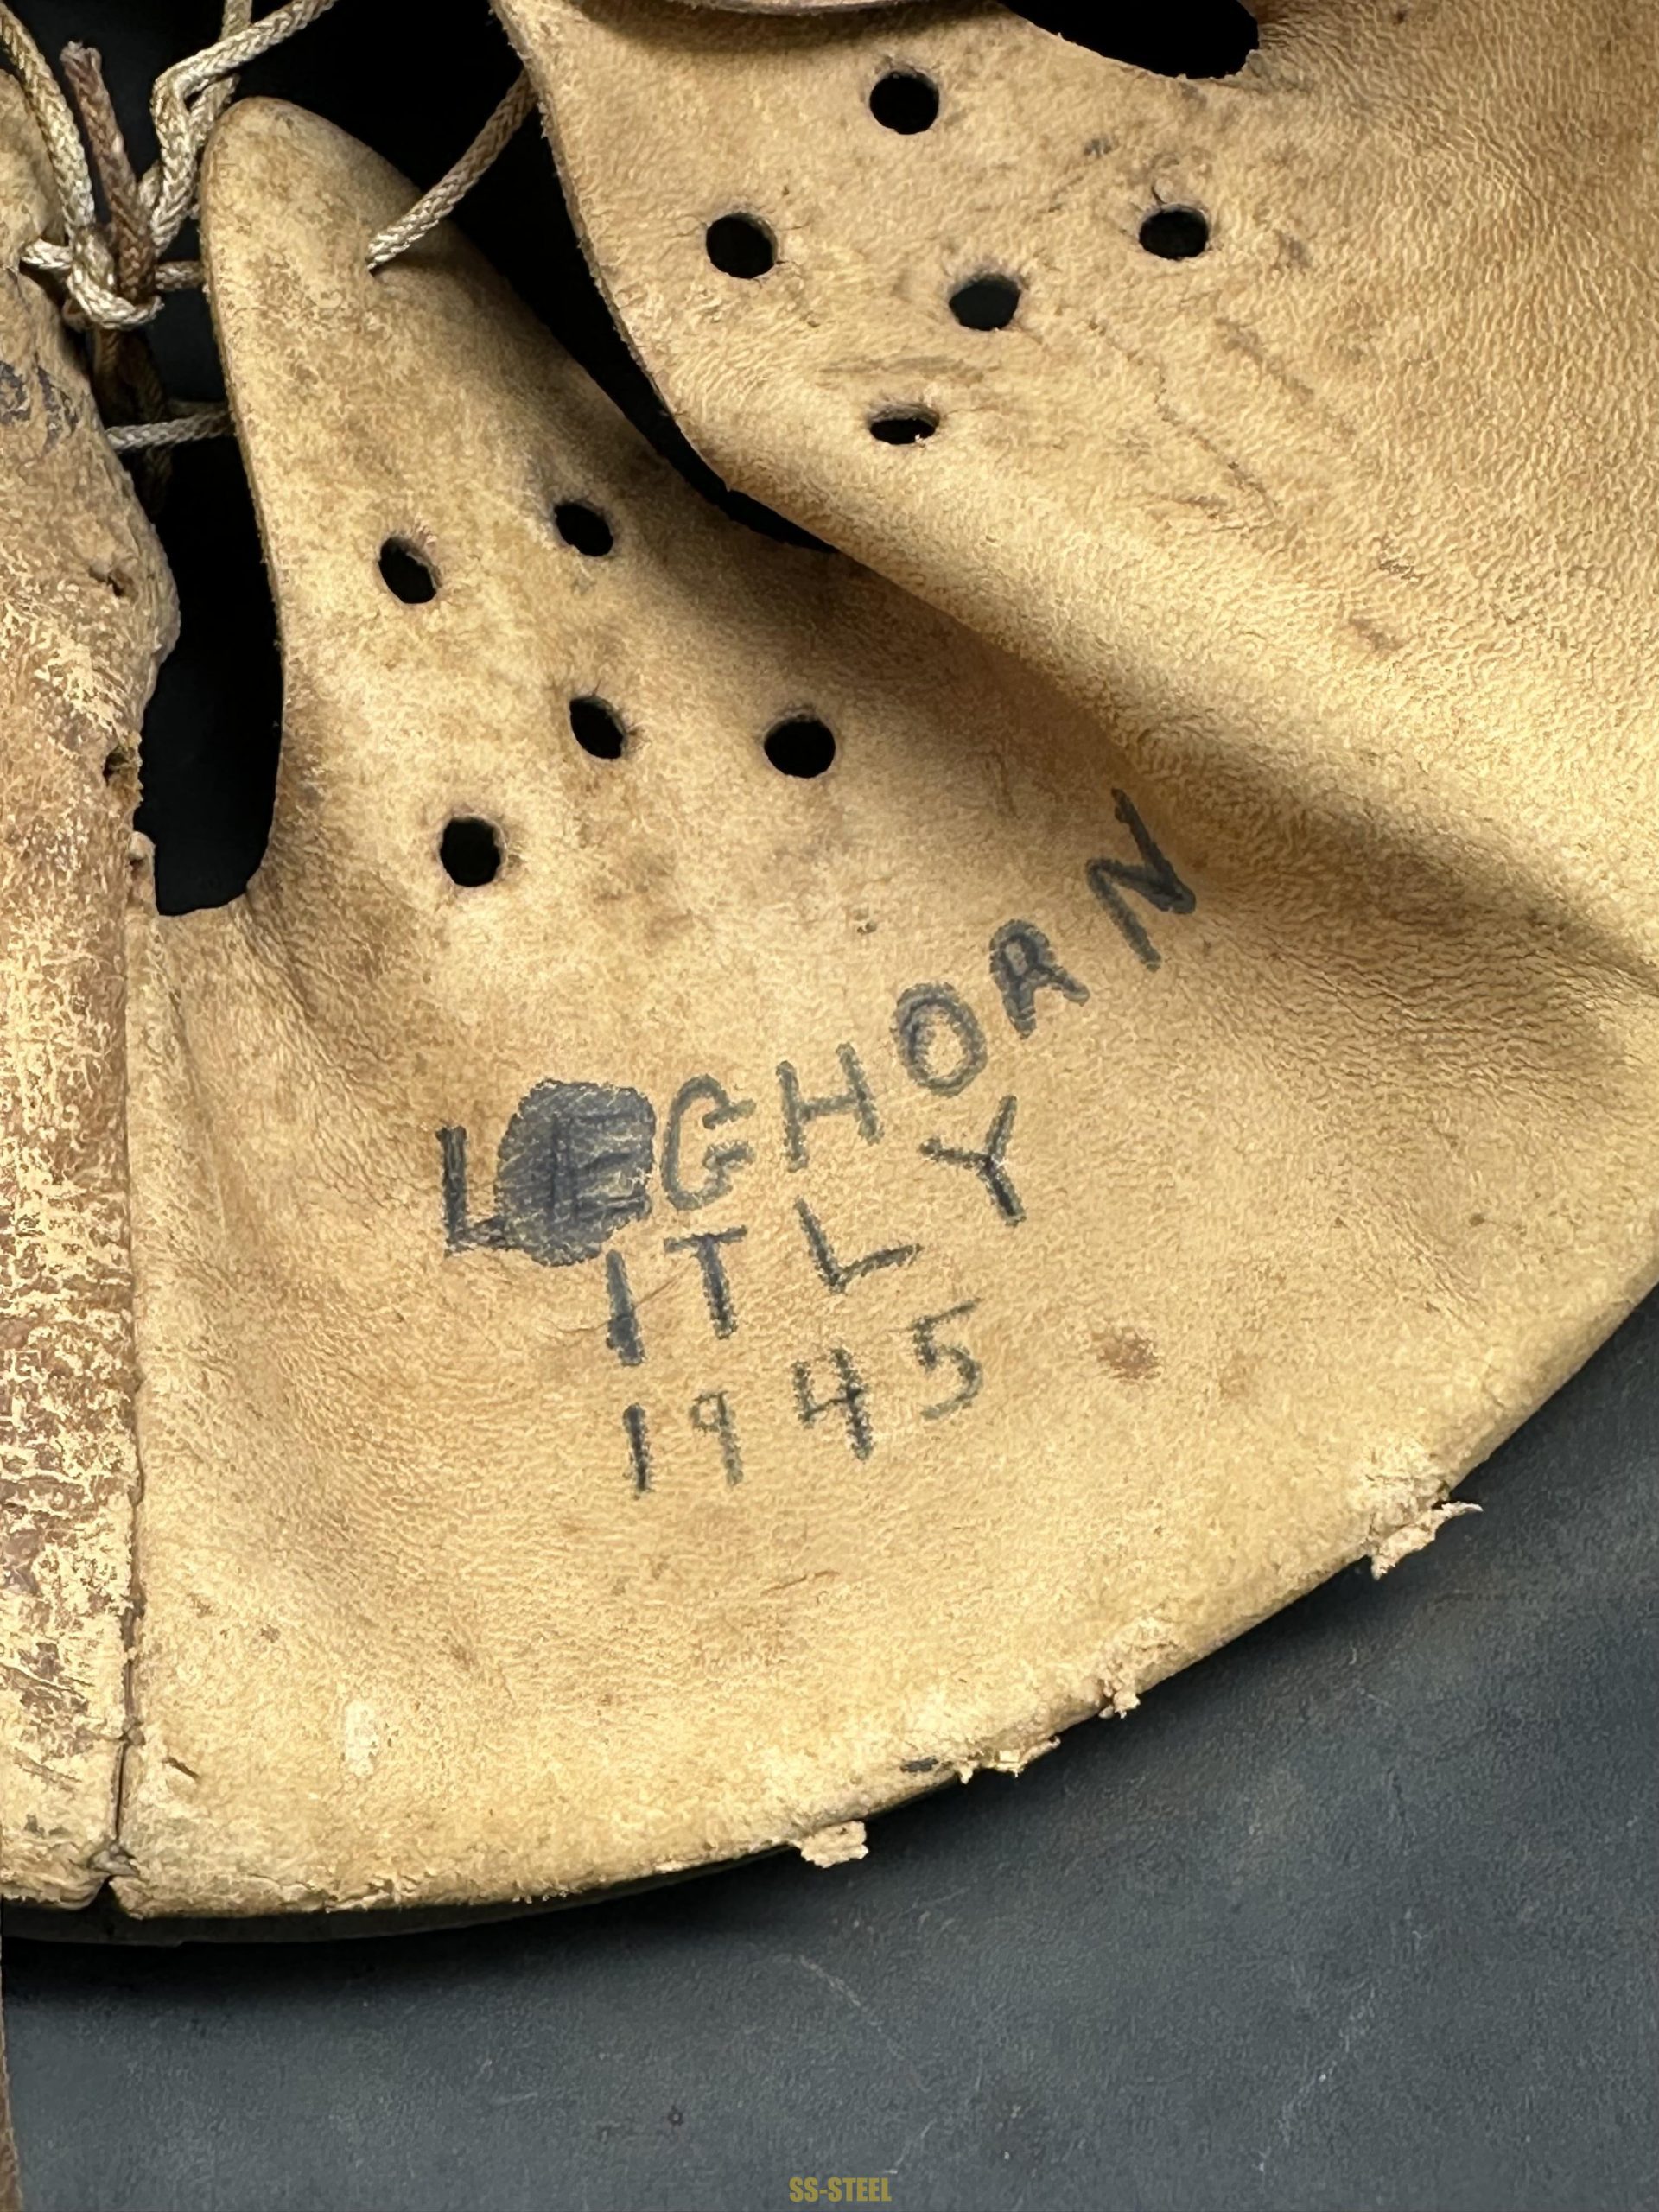 LEGHORN
ITLY
1945
SS-STEEL